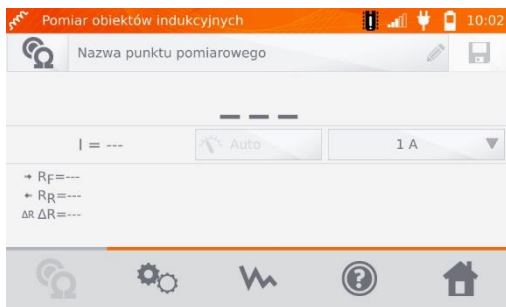 Pomiar obiektów indukcyjnych 10:02
Nazwa punktu pomiarowego
---
I = --- Auto 1 A
RF=---
RR=---
ΔR ΔR=---